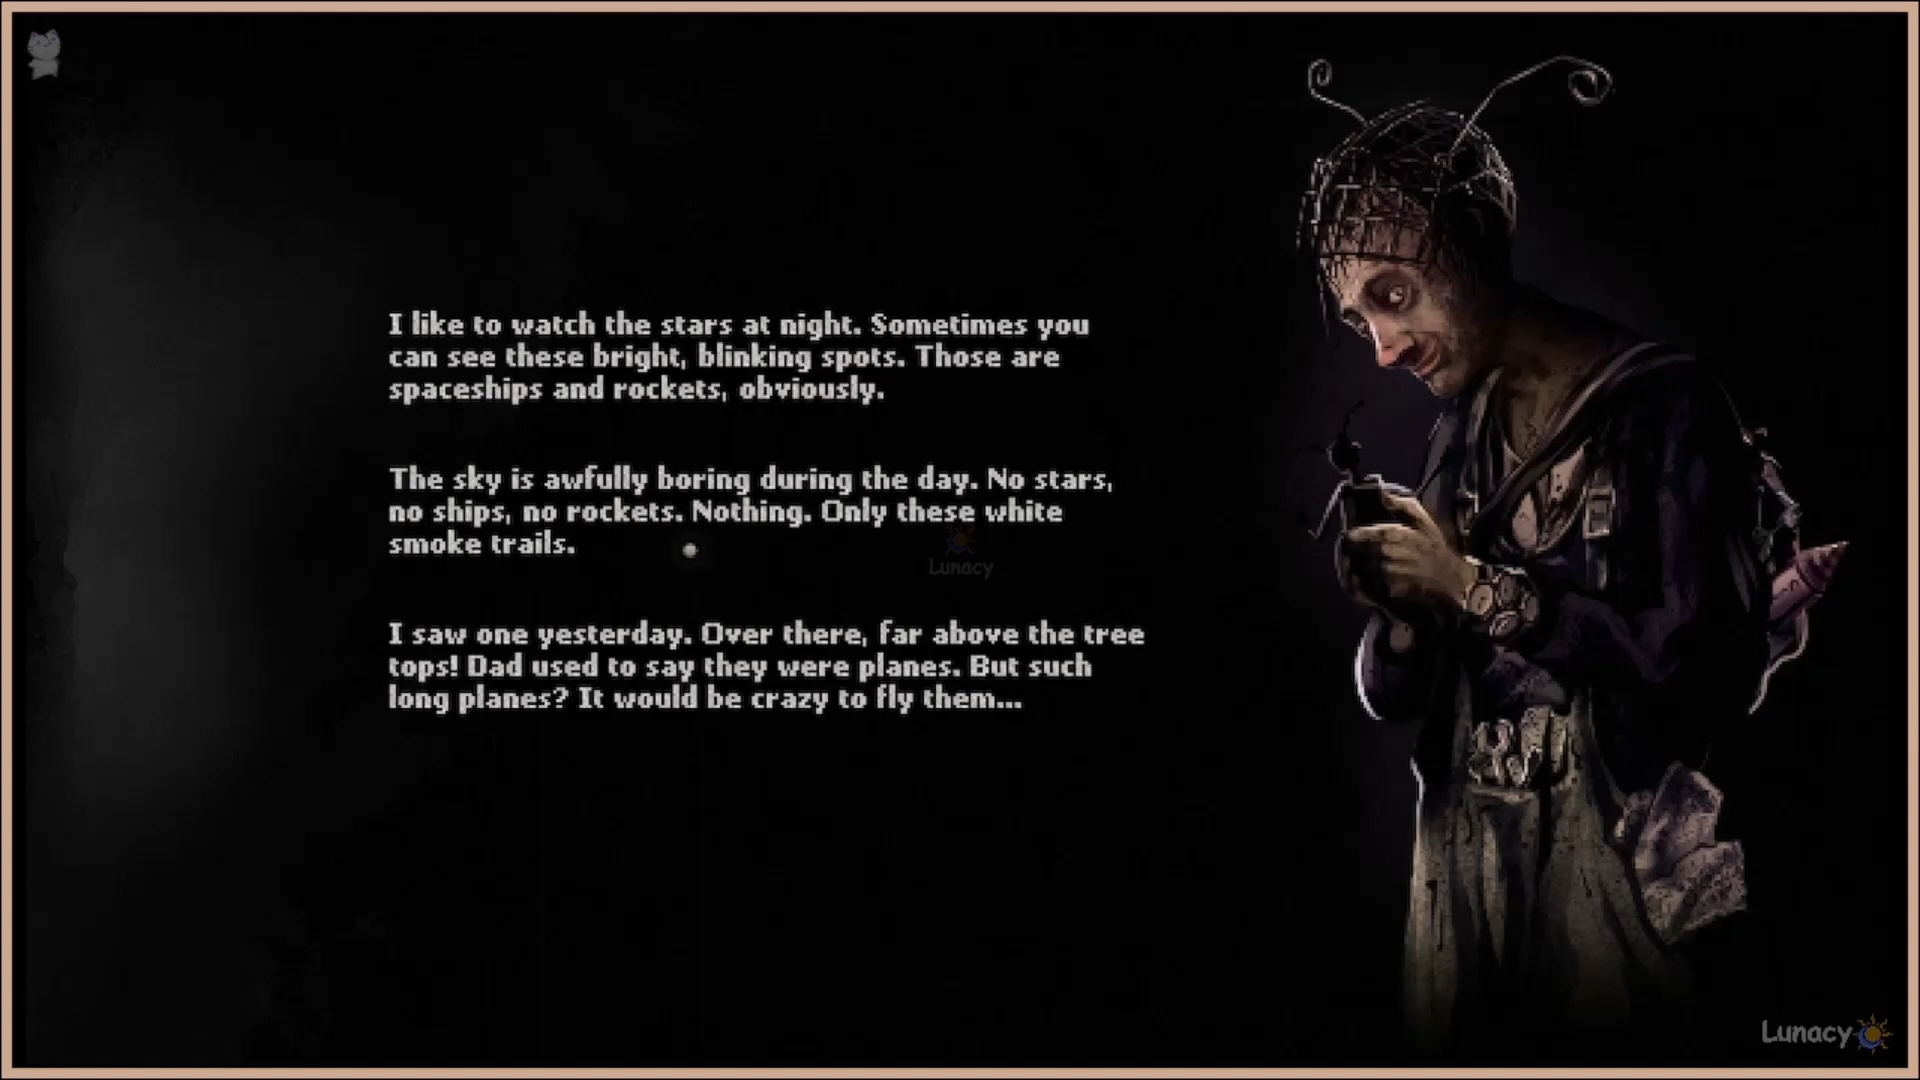 I like to watch the stars at night. Sometimes you
can see these bright, blinking spots. Those are
spaceships and rockets, obviously.
The sky is awfully boring during the day. No stars,
no ships, no rockets. Nothing. Only these white
smoke trails.
Lunacy
I saw one yesterday. Over there, far above the tree
tops! Dad used to say they were planes. But such
long planes? It would be crazy to fly them...
Lunacy